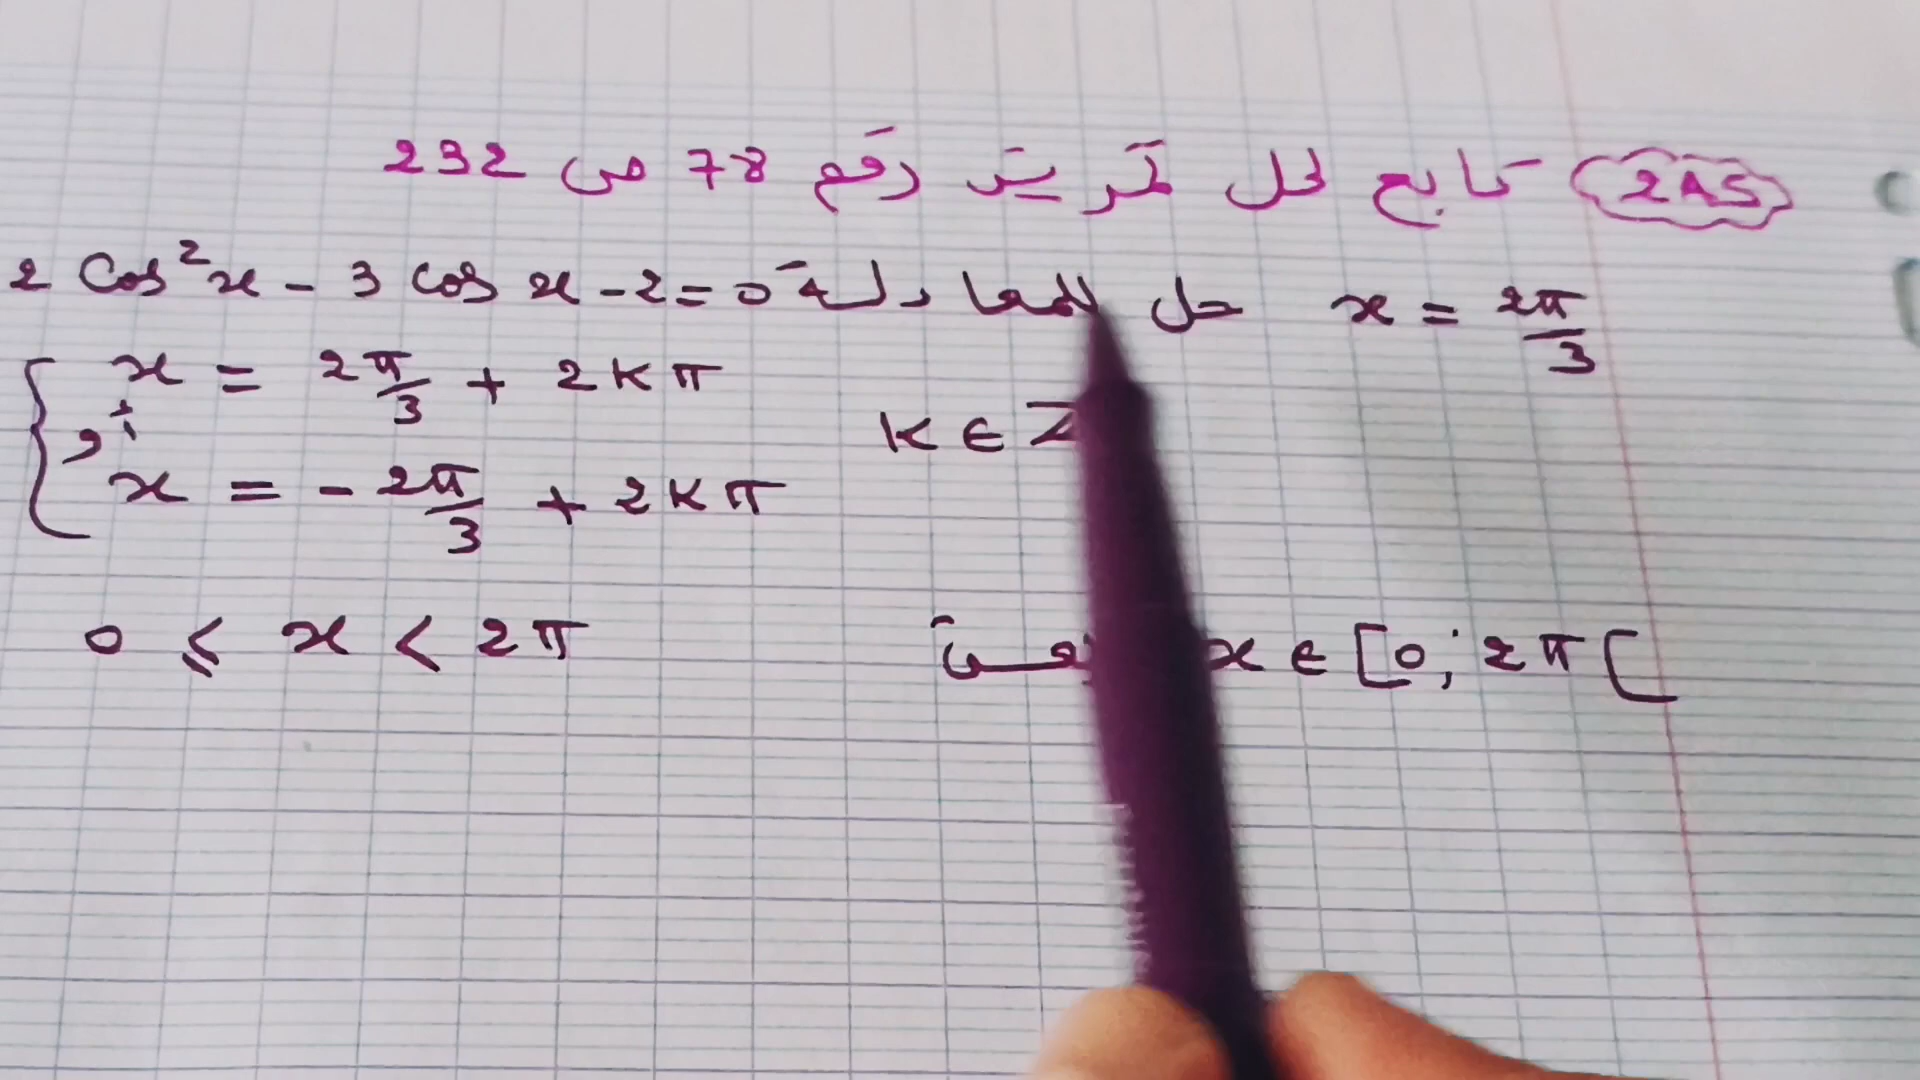 2AS تابع لحل تمرين رقم 78 ص 232
x = 2π/3 حل للمعادلة 2 cos²x - 3 cos x - 2 = 0
x = 2π/3 + 2kπ
أو
k ∈ Z
x = - 2π/3 + 2kπ
x ∈ [0; 2π[
0 ≤ x < 2π